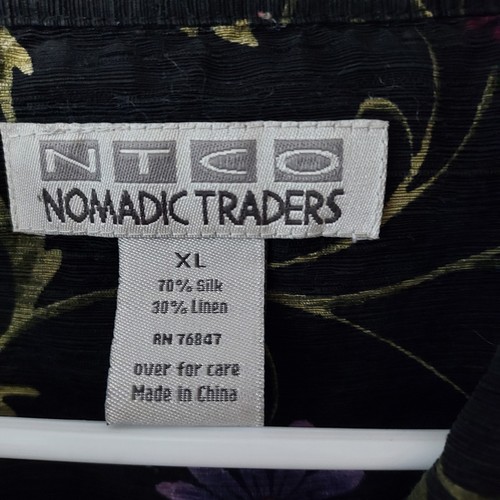 NTCO
NOMADIC TRADERS
XL
70% Silk
30% Linen
RN 76847
over for care
Made in China